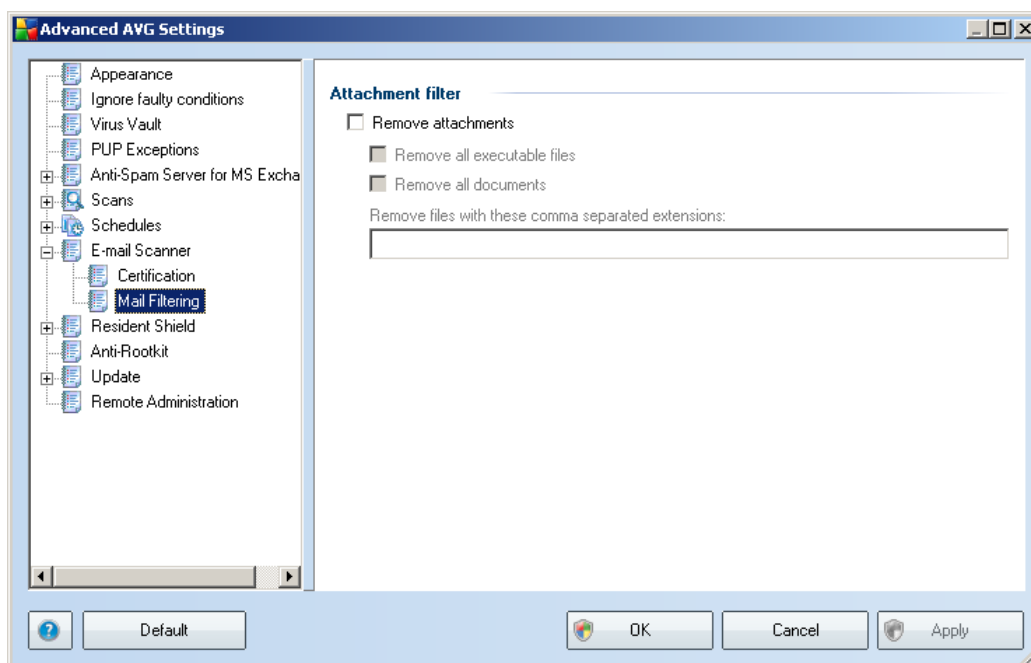 Advanced AVG Settings
Appearance
Ignore faulty conditions
Virus Vault
PUP Exceptions
Anti-Spam Server for MS Excha
Scans
Schedules
E-mail Scanner
Certification
Mail Filtering
Resident Shield
Anti-Rootkit
Update
Remote Administration
Attachment filter
Remove attachments
Remove all executable files
Remove all documents
Remove files with these comma separated extensions:
Default
OK
Cancel
Apply